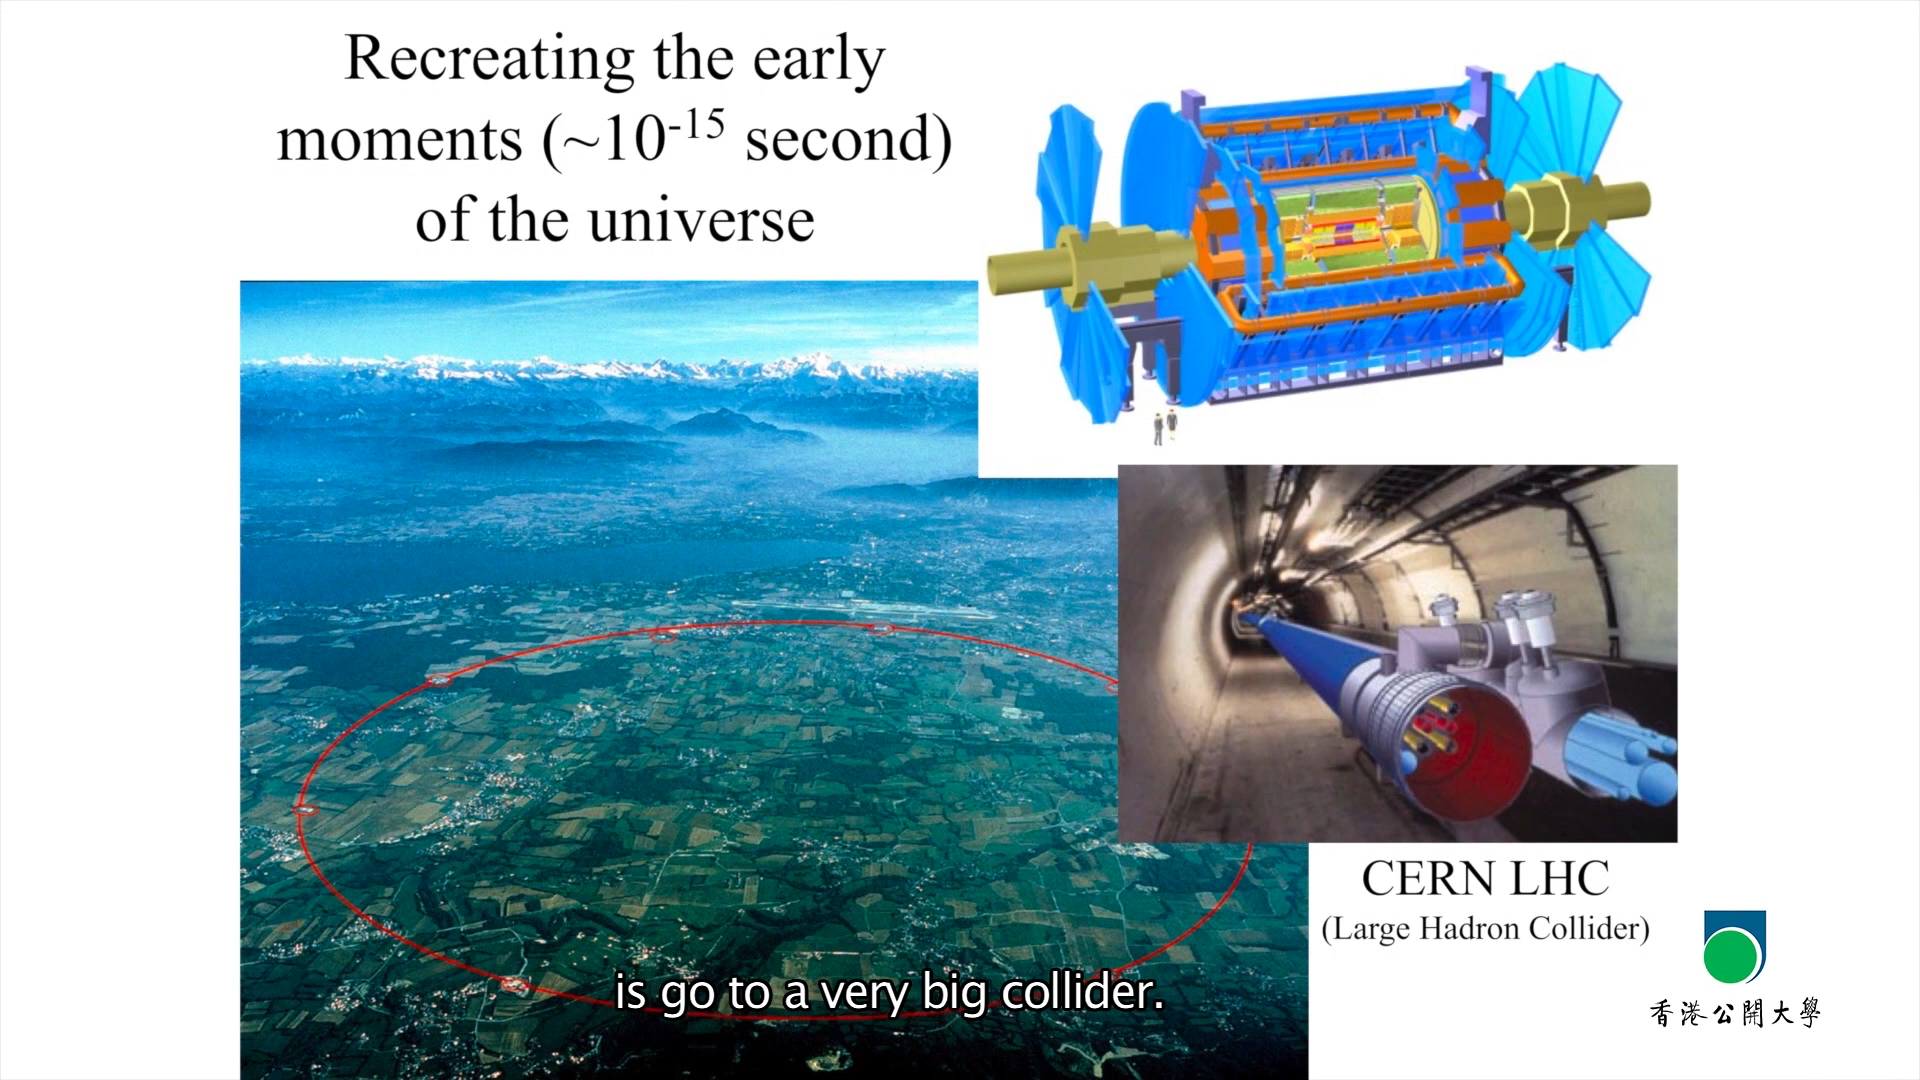 Recreating the early
moments (~10⁻¹⁵ second)
of the universe
CERN LHC
(Large Hadron Collider)
is go to a very big collider.
香港公開大學